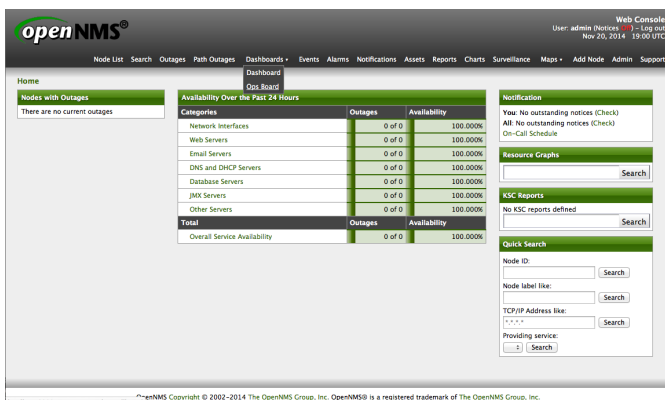 openNMS®
Web Console
User: admin (Notices Off) – Log out
Nov 20, 2014 19:00 UTC
Node List Search Outages Path Outages Dashboards Events Alarms Notifications Assets Reports Charts Surveillance Maps Add Node Admin Support
Dashboard
Ops Board
Home
Nodes with Outages
There are no current outages
Availability Over the Past 24 Hours
Categories Outages Availability
Network Interfaces 0 of 0 100.000%
Web Servers 0 of 0 100.000%
Email Servers 0 of 0 100.000%
DNS and DHCP Servers 0 of 0 100.000%
Database Servers 0 of 0 100.000%
JMX Servers 0 of 0 100.000%
Other Servers 0 of 0 100.000%
Total Outages Availability
Overall Service Availability 0 of 0 100.000%
Notification
You: No outstanding notices (Check)
All: No outstanding notices (Check)
On-Call Schedule
Resource Graphs
Search
KSC Reports
No KSC reports defined
Search
Quick Search
Node ID:
Search
Node label like:
Search
TCP/IP Address like:
*.*.*.* Search
Providing service:
Search
OpenNMS Copyright © 2002-2014 The OpenNMS Group, Inc. OpenNMS® is a registered trademark of The OpenNMS Group, Inc.